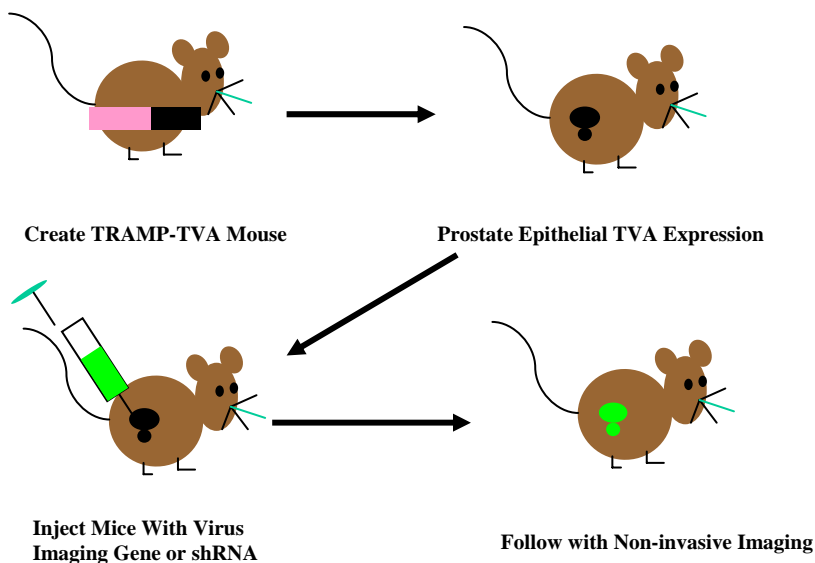 Create TRAMP-TVA Mouse
Prostate Epithelial TVA Expression
Inject Mice With Virus
Imaging Gene or shRNA
Follow with Non-invasive Imaging